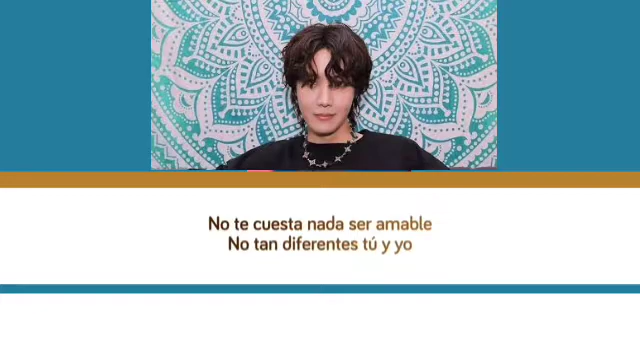 No te cuesta nada ser amable
No tan diferentes tú y yo